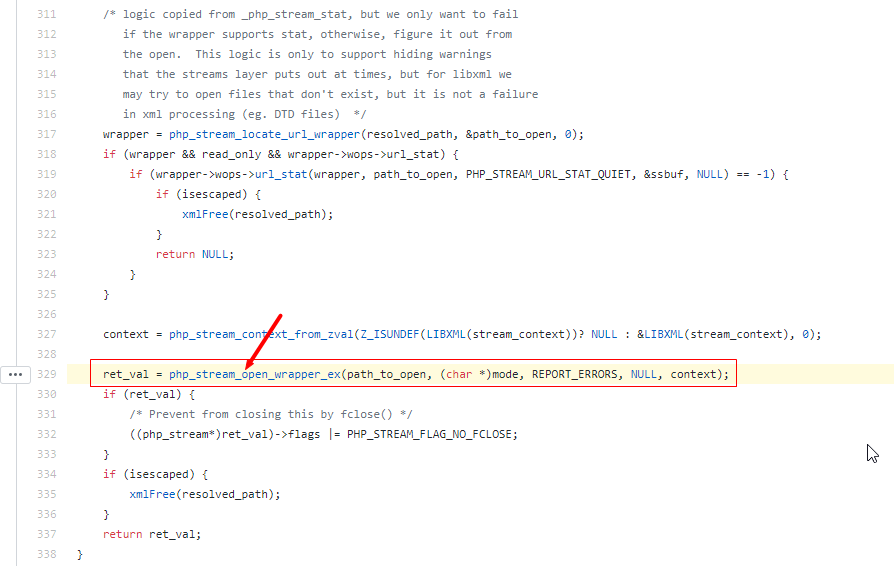 311 /* logic copied from _php_stream_stat, but we only want to fail
312 if the wrapper supports stat, otherwise, figure it out from
313 the open.  This logic is only to support hiding warnings
314 that the streams layer puts out at times, but for libxml we
315 may try to open files that don't exist, but it is not a failure
316 in xml processing (eg. DTD files)  */
317 wrapper = php_stream_locate_url_wrapper(resolved_path, &path_to_open, 0);
318 if (wrapper && read_only && wrapper->wops->url_stat) {
319 if (wrapper->wops->url_stat(wrapper, path_to_open, PHP_STREAM_URL_STAT_QUIET, &ssbuf, NULL) == -1) {
320 if (isescaped) {
321 xmlFree(resolved_path);
322 }
323 return NULL;
324 }
325 }
326
327 context = php_stream_context_from_zval(Z_ISUNDEF(LIBXML(stream_context))? NULL : &LIBXML(stream_context), 0);
328
329 ret_val = php_stream_open_wrapper_ex(path_to_open, (char *)mode, REPORT_ERRORS, NULL, context);
330 if (ret_val) {
331 /* Prevent from closing this by fclose() */
332 ((php_stream*)ret_val)->flags |= PHP_STREAM_FLAG_NO_FCLOSE;
333 }
334 if (isescaped) {
335 xmlFree(resolved_path);
336 }
337 return ret_val;
338 }